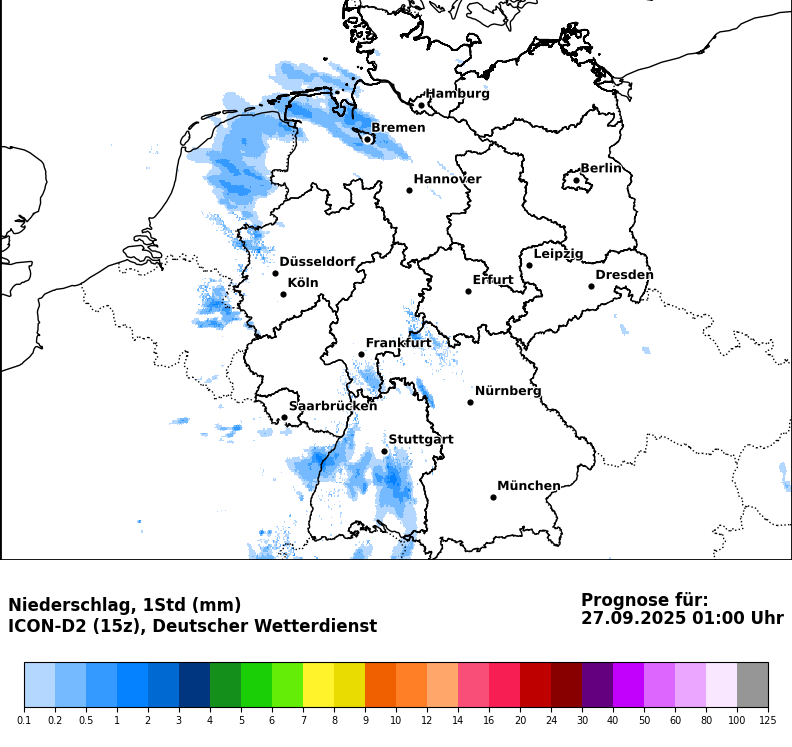 Hamburg
Bremen
Berlin
Hannover
Leipzig
Düsseldorf
Dresden
Köln
Erfurt
Frankfurt
Nürnberg
Saarbrücken
Stuttgart
München
Niederschlag, 1Std (mm)
ICON-D2 (15z), Deutscher Wetterdienst
Prognose für:
27.09.2025 01:00 Uhr
0.1 0.2 0.5 1 2 3 4 5 6 7 8 9 10 12 14 16 20 24 30 40 50 60 80 100 125